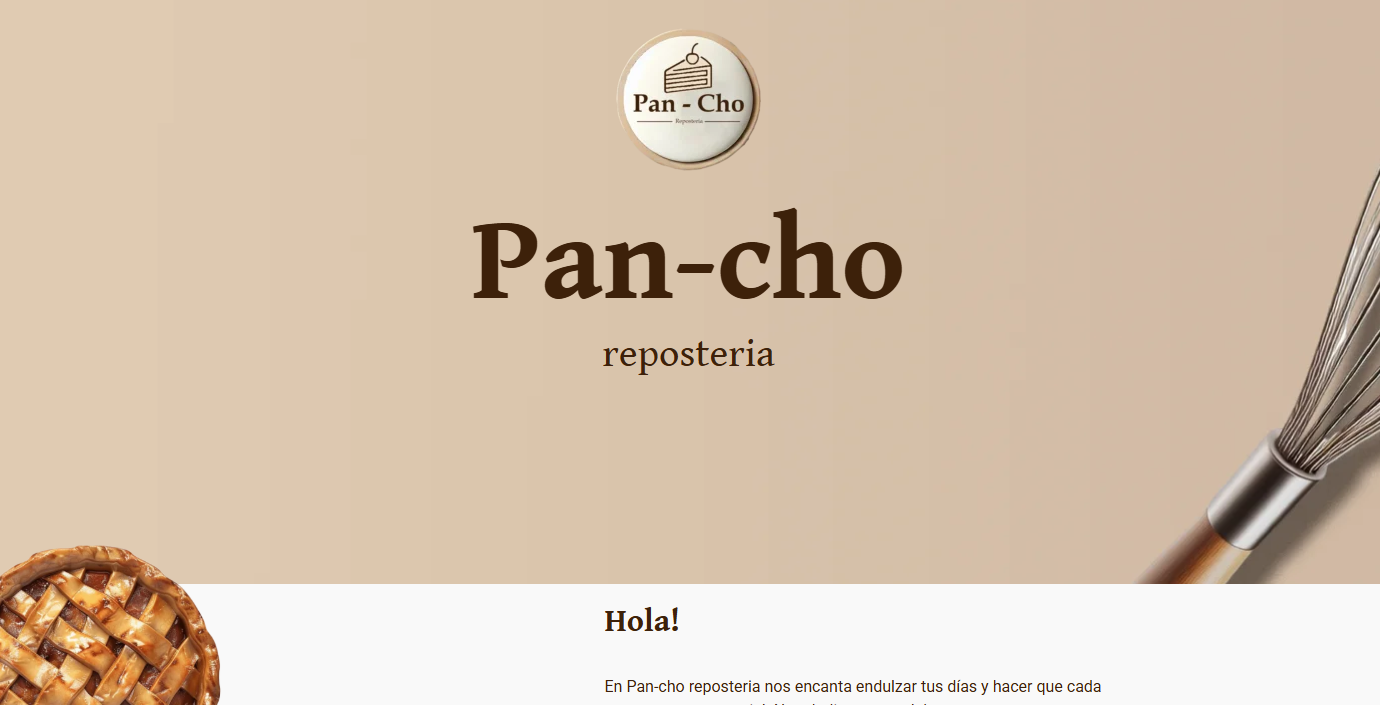 Pan - Cho
Reposteria
Pan-cho
reposteria
Hola!
En Pan-cho reposteria nos encanta endulzar tus días y hacer que cada